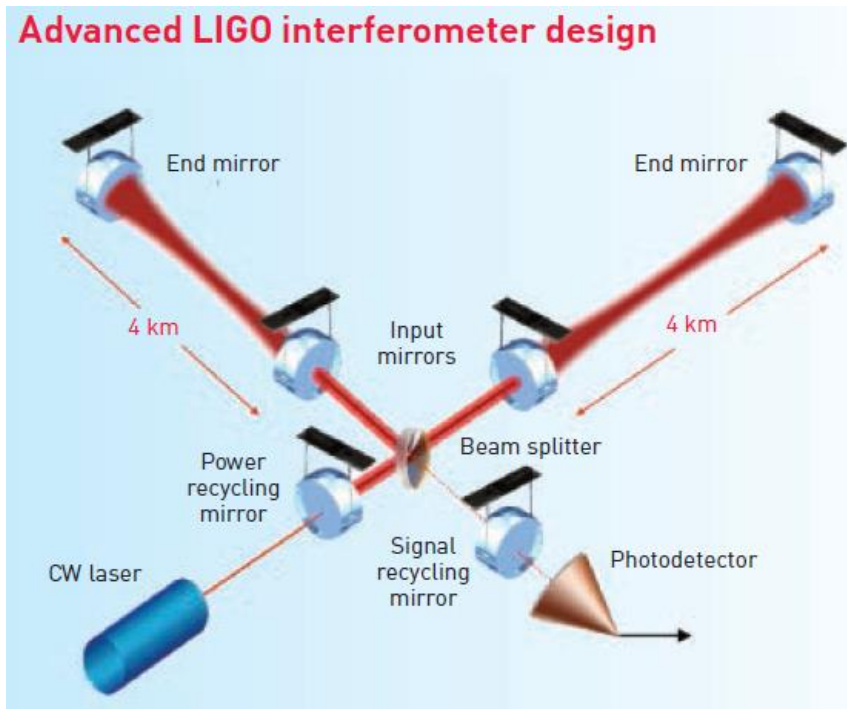 Advanced LIGO interferometer design
End mirror
End mirror
4 km
Input
mirrors
4 km
Power
recycling
mirror
Beam splitter
CW laser
Signal
recycling
mirror
Photodetector